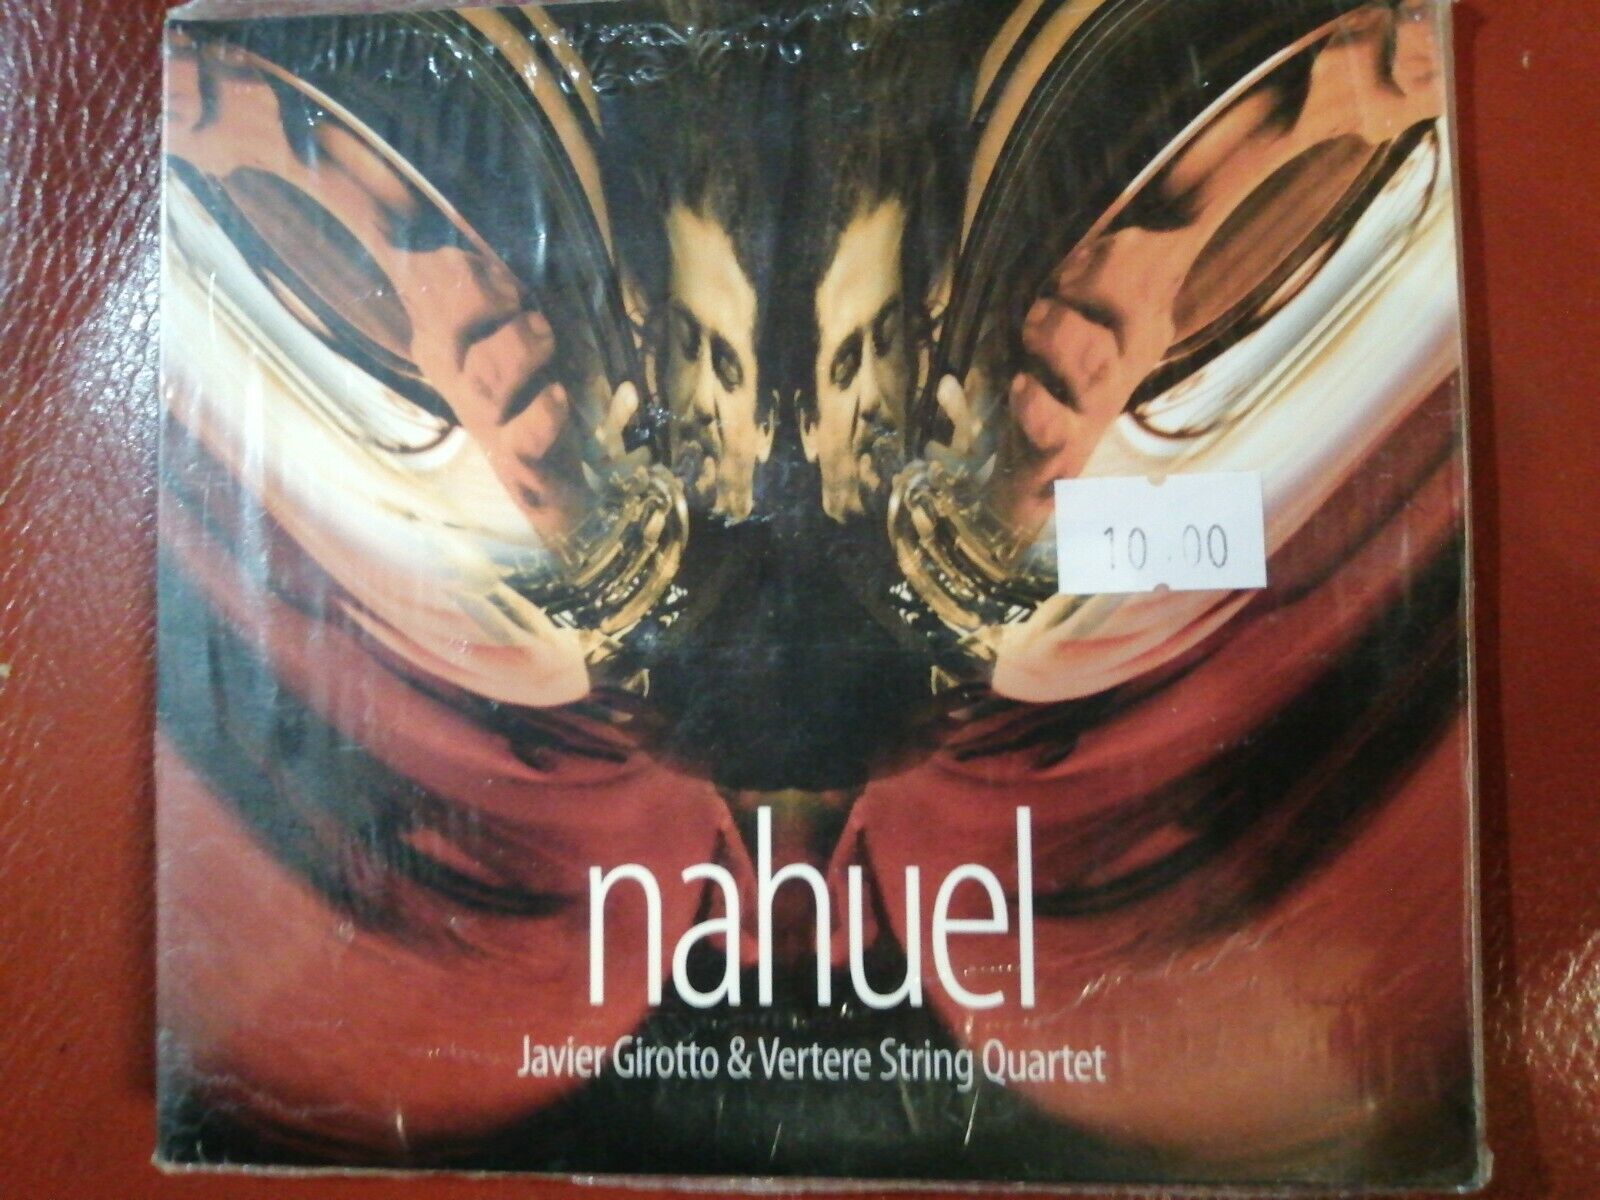 10.00
nahuel
Javier Girotto & Vertere String Quartet